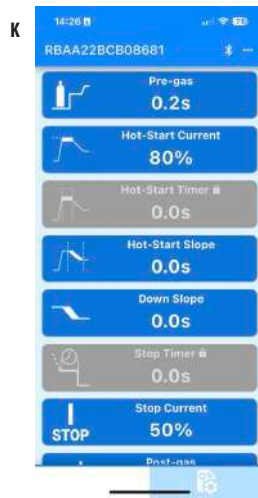 K
14:26
RBAA22BCB08681
Pre-gas
0.2s
Hot-Start Current
80%
Hot-Start Timer
0.0s
Hot-Start Slope
0.0s
Down Slope
0.0s
Stop Timer
0.0s
STOP
Stop Current
50%
Post-gas